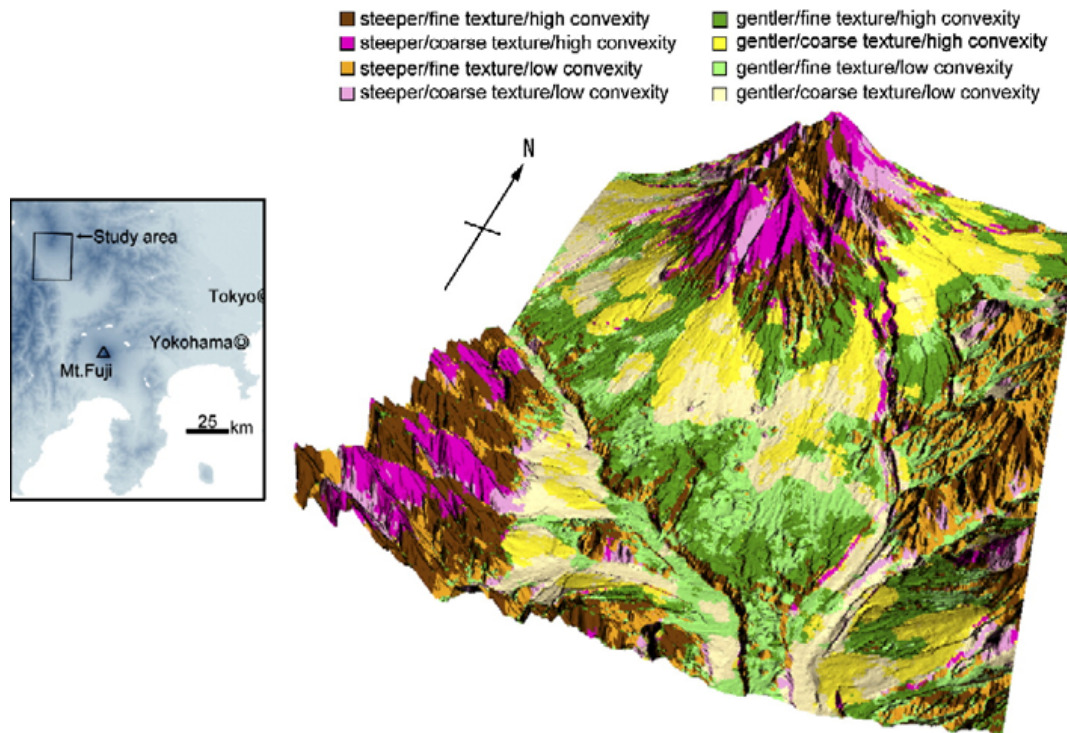 steeper/fine texture/high convexity
steeper/coarse texture/high convexity
steeper/fine texture/low convexity
steeper/coarse texture/low convexity
gentler/fine texture/high convexity
gentler/coarse texture/high convexity
gentler/fine texture/low convexity
gentler/coarse texture/low convexity
N
←Study area
Tokyo◎
Yokohama◎
Mt.Fuji
25 km